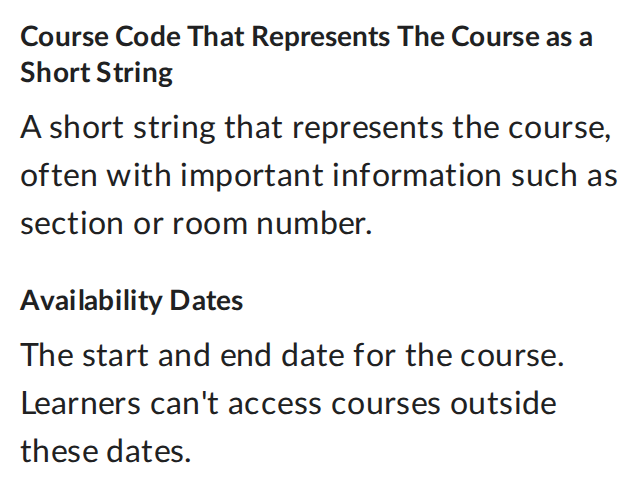 Course Code That Represents The Course as a
Short String
A short string that represents the course,
often with important information such as
section or room number.
Availability Dates
The start and end date for the course.
Learners can't access courses outside
these dates.